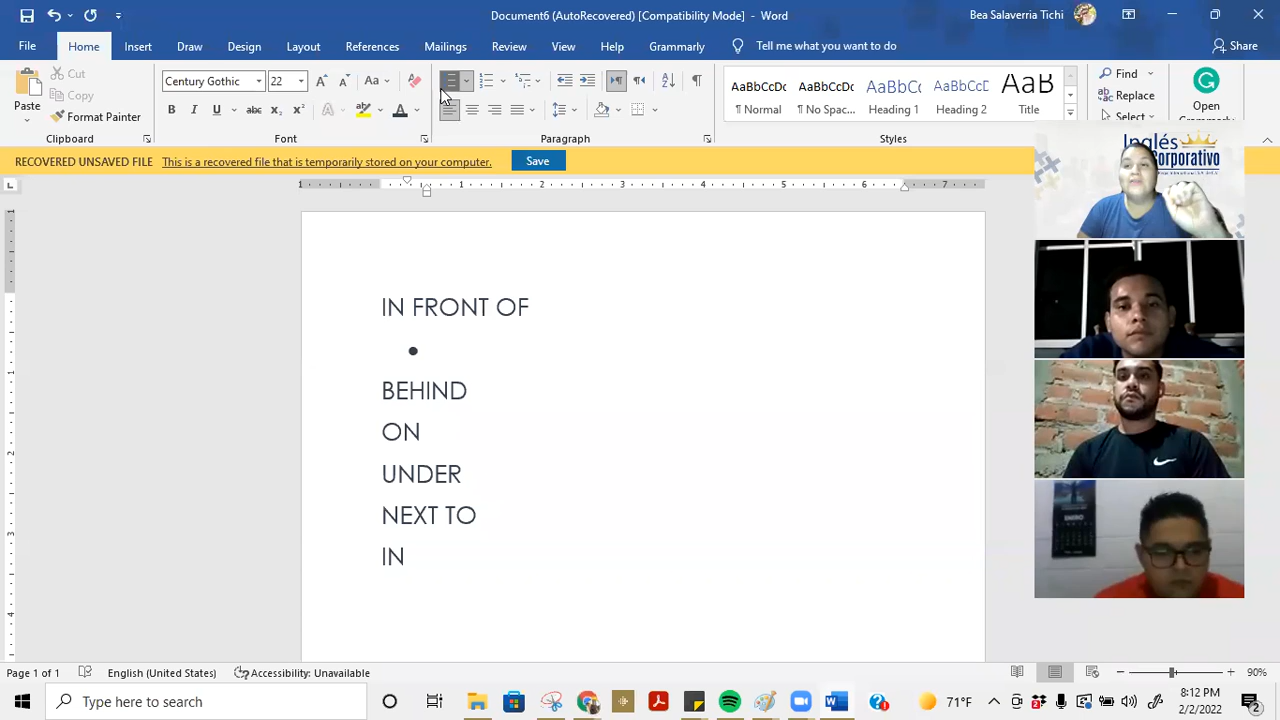 Document6 (AutoRecovered) [Compatibility Mode] - Word
Bea Salaverria Tichi
File Home Insert Draw Design Layout References Mailings Review View Help Grammarly Tell me what you want to do Share
Paste
Cut
Copy
Format Painter
Clipboard
Century Gothic 22
Font
Paragraph
AaBbCcDc AaBbCcDc AaBbCc AaBbCcD AaB
¶ Normal ¶ No Spac... Heading 1 Heading 2 Title
Styles
Find
Replace
Select
Open
RECOVERED UNSAVED FILE This is a recovered file that is temporarily stored on your computer. Save
Inglés
Corporativo
IN FRONT OF
•
BEHIND
ON
UNDER
NEXT TO
IN
ENERO
Page 1 of 1 English (United States) Accessibility: Unavailable 90%
Type here to search
71°F
8:12 PM
2/2/2022
2